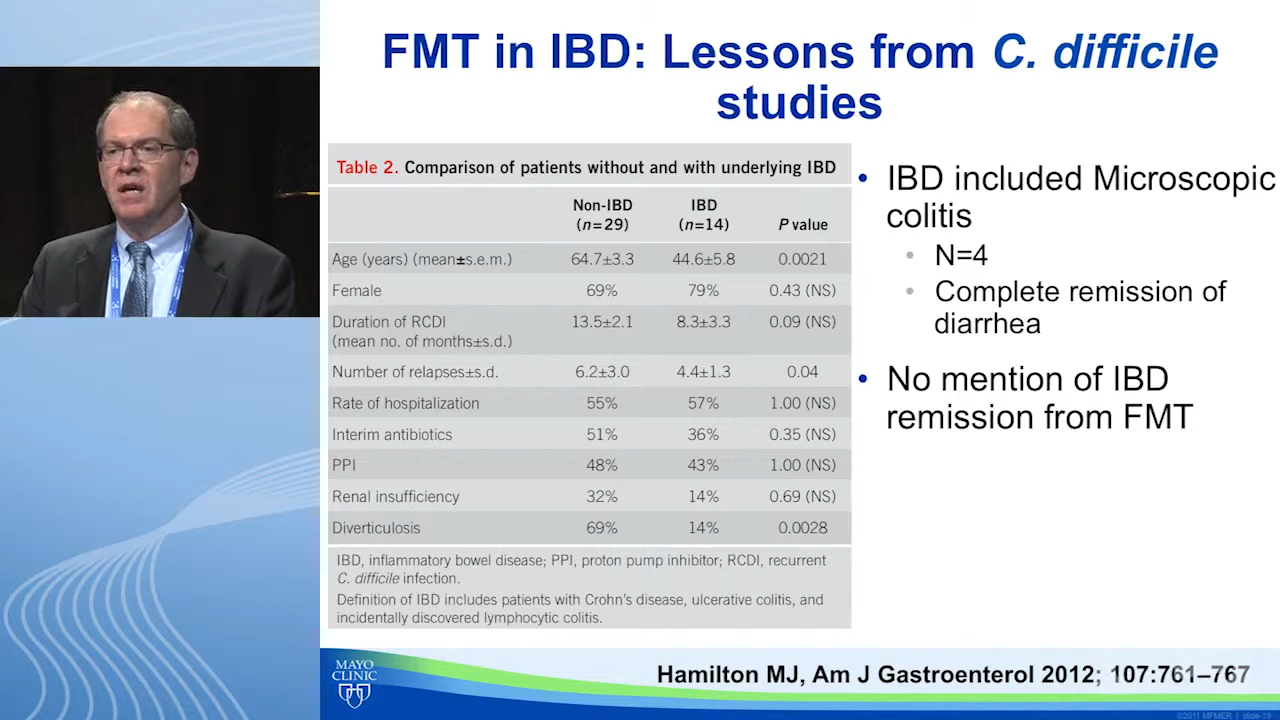 FMT in IBD: Lessons from C. difficile
studies
Table 2. Comparison of patients without and with underlying IBD
Non-IBD (n=29) IBD (n=14) P value
Age (years) (mean±s.e.m.) 64.7±3.3 44.6±5.8 0.0021
Female 69% 79% 0.43 (NS)
Duration of RCDI (mean no. of months±s.d.) 13.5±2.1 8.3±3.3 0.09 (NS)
Number of relapses±s.d. 6.2±3.0 4.4±1.3 0.04
Rate of hospitalization 55% 57% 1.00 (NS)
Interim antibiotics 51% 36% 0.35 (NS)
PPI 48% 43% 1.00 (NS)
Renal insufficiency 32% 14% 0.69 (NS)
Diverticulosis 69% 14% 0.0028
IBD, inflammatory bowel disease; PPI, proton pump inhibitor; RCDI, recurrent
C. difficile infection.
Definition of IBD includes patients with Crohn's disease, ulcerative colitis, and
incidentally discovered lymphocytic colitis.
• IBD included Microscopic
colitis
• N=4
• Complete remission of
diarrhea
• No mention of IBD
remission from FMT
MAYO
CLINIC
Hamilton MJ, Am J Gastroenterol 2012; 107:761–767
©2011 MFMER | slide-19